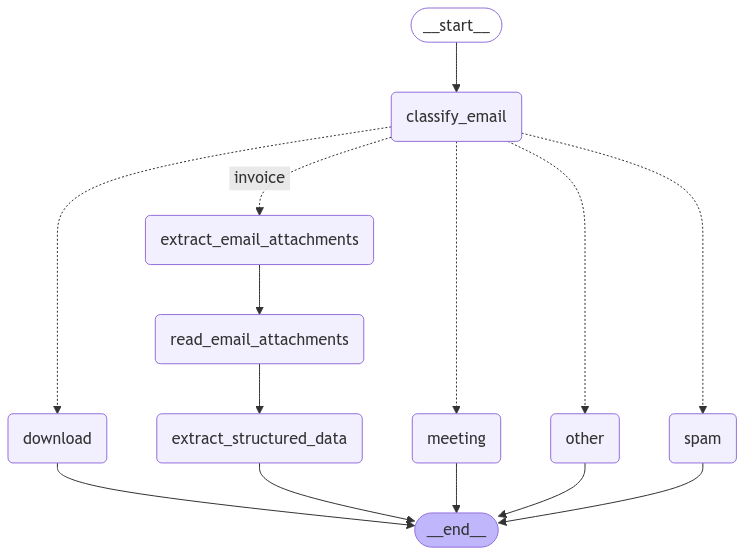 __start__
classify_email
invoice
extract_email_attachments
read_email_attachments
download
extract_structured_data
meeting
other
spam
__end__